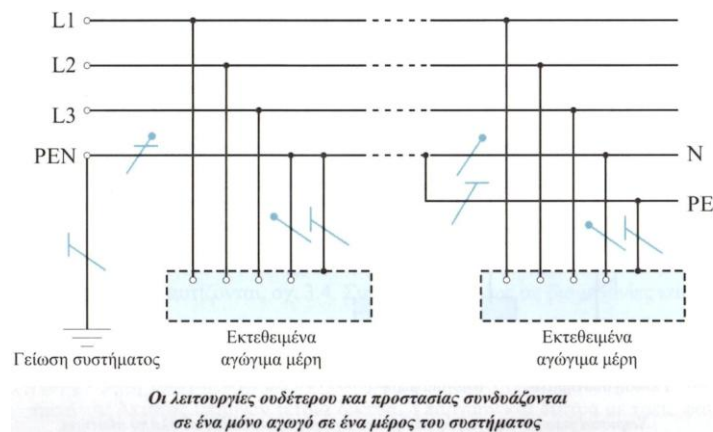 L1
L2
L3
PEN
N
PE
Εκτεθειμένα
αγώγιμα μέρη
Εκτεθειμένα
αγώγιμα μέρη
Γείωση συστήματος
Οι λειτουργίες ουδέτερου και προστασίας συνδυάζονται
σε ένα μόνο αγωγό σε ένα μέρος του συστήματος